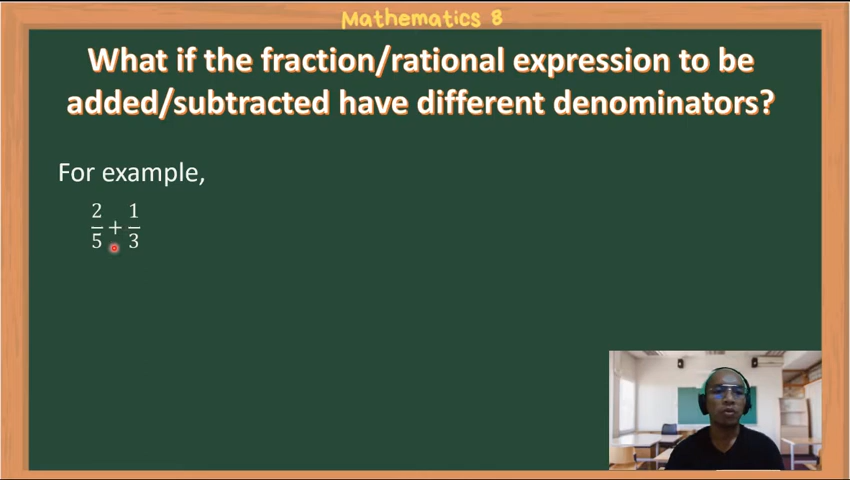 Mathematics 8
What if the fraction/rational expression to be
added/subtracted have different denominators?
For example,
2/5 + 1/3